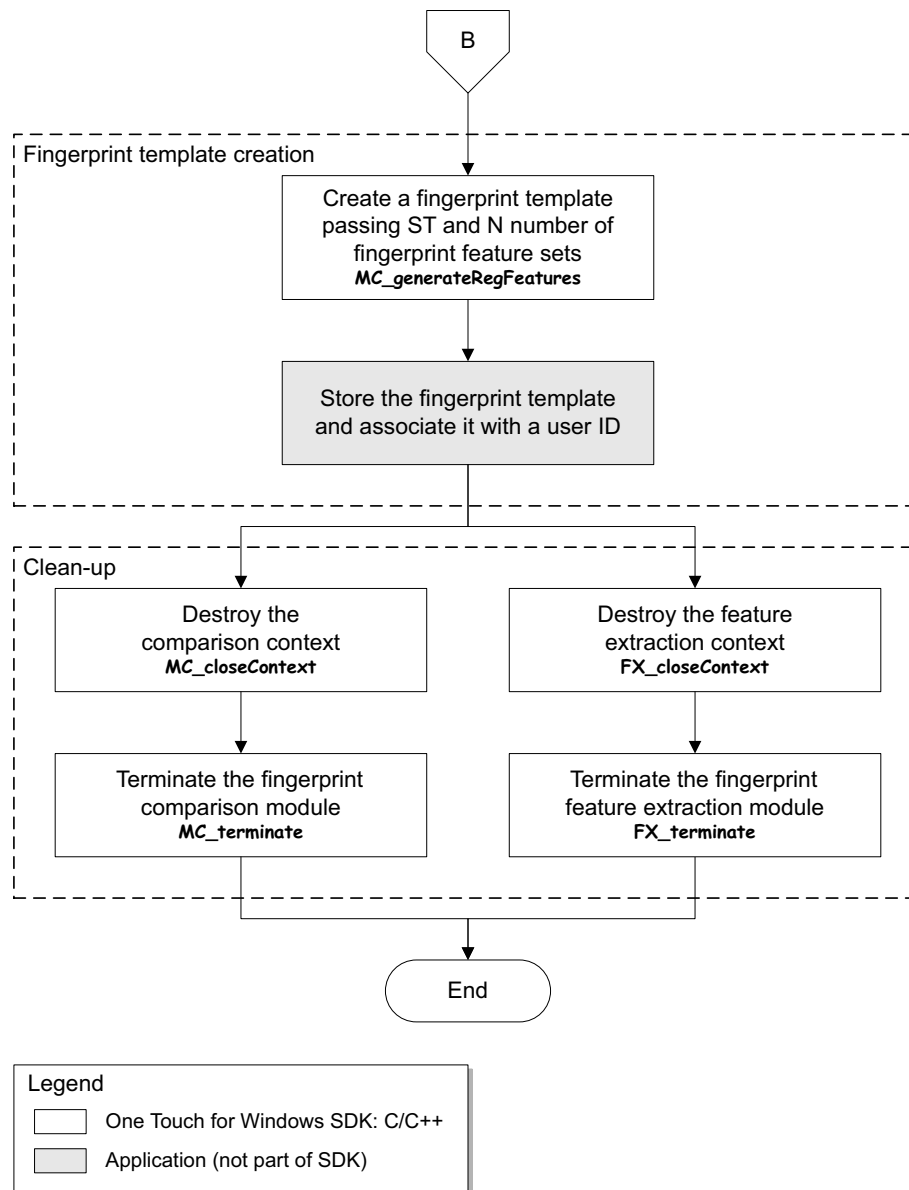 B
Fingerprint template creation
Create a fingerprint template
passing ST and N number of
fingerprint feature sets
MC_generateRegFeatures
Store the fingerprint template
and associate it with a user ID
Clean-up
Destroy the
comparison context
MC_closeContext
Destroy the feature
extraction context
FX_closeContext
Terminate the fingerprint
comparison module
MC_terminate
Terminate the fingerprint
feature extraction module
FX_terminate
End
Legend
One Touch for Windows SDK: C/C++
Application (not part of SDK)